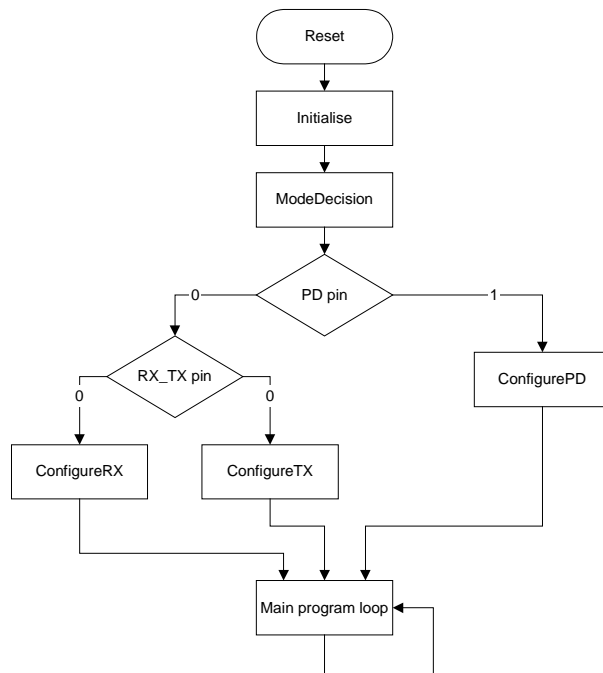 Reset
Initialise
ModeDecision
PD pin
0
1
RX_TX pin
ConfigurePD
0
0
ConfigureRX
ConfigureTX
Main program loop